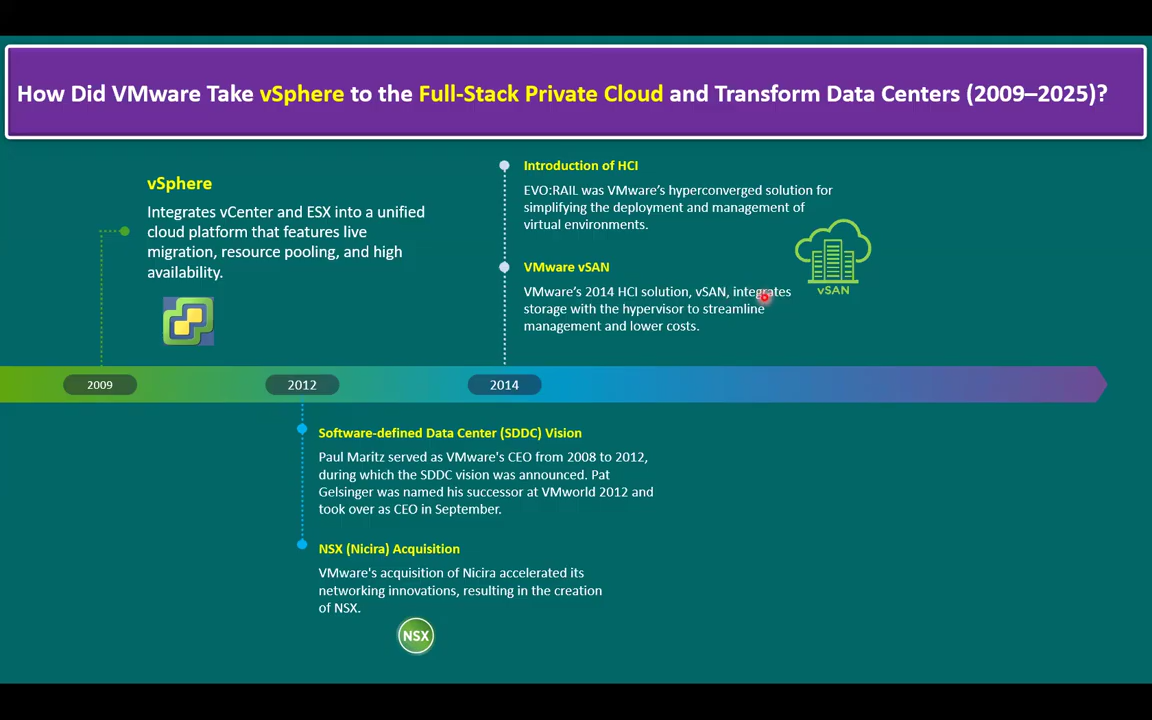 How Did VMware Take vSphere to the Full-Stack Private Cloud and Transform Data Centers (2009–2025)?
vSphere
Integrates vCenter and ESX into a unified
cloud platform that features live
migration, resource pooling, and high
availability.
Introduction of HCI
EVO:RAIL was VMware’s hyperconverged solution for
simplifying the deployment and management of
virtual environments.
VMware vSAN
VMware’s 2014 HCI solution, vSAN, integrates
storage with the hypervisor to streamline
management and lower costs.
vSAN
2009
2012
2014
Software-defined Data Center (SDDC) Vision
Paul Maritz served as VMware's CEO from 2008 to 2012,
during which the SDDC vision was announced. Pat
Gelsinger was named his successor at VMworld 2012 and
took over as CEO in September.
NSX (Nicira) Acquisition
VMware's acquisition of Nicira accelerated its
networking innovations, resulting in the creation
of NSX.
NSX